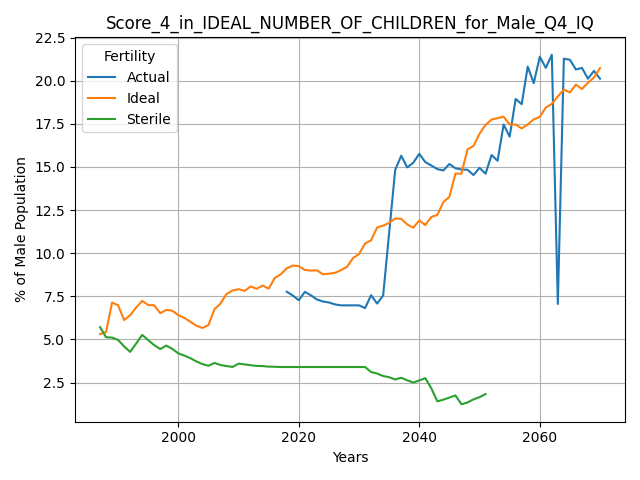 Score_4_in_IDEAL_NUMBER_OF_CHILDREN_for_Male_Q4_IQ
Fertility
Actual
Ideal
Sterile
% of Male Population
22.5
20.0
17.5
15.0
12.5
10.0
7.5
5.0
2.5
2000 2020 2040 2060
Years